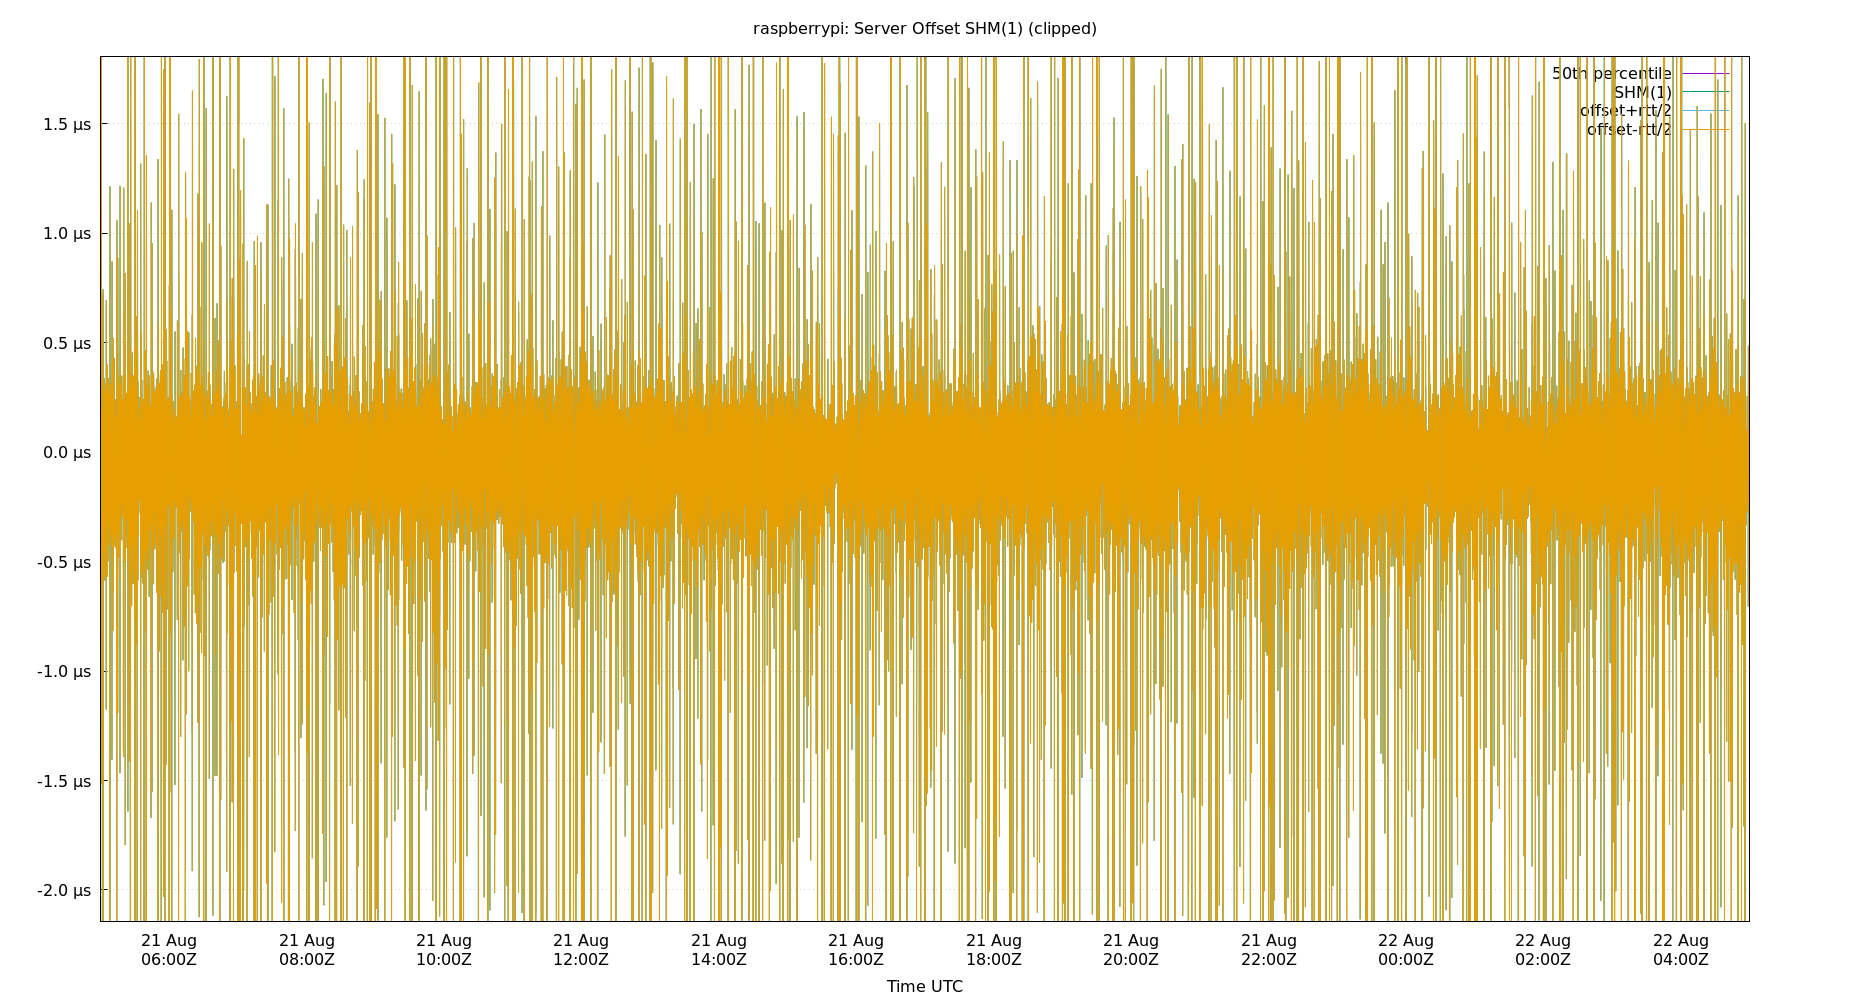 raspberrypi: Server Offset SHM(1) (clipped)
50th percentile
SHM(1)
offset+rtt/2
offset-rtt/2
1.5 µs
1.0 µs
0.5 µs
0.0 µs
-0.5 µs
-1.0 µs
-1.5 µs
-2.0 µs
21 Aug 21 Aug 21 Aug 21 Aug 21 Aug 21 Aug 21 Aug 21 Aug 21 Aug 22 Aug 22 Aug 22 Aug
06:00Z 08:00Z 10:00Z 12:00Z 14:00Z 16:00Z 18:00Z 20:00Z 22:00Z 00:00Z 02:00Z 04:00Z
Time UTC